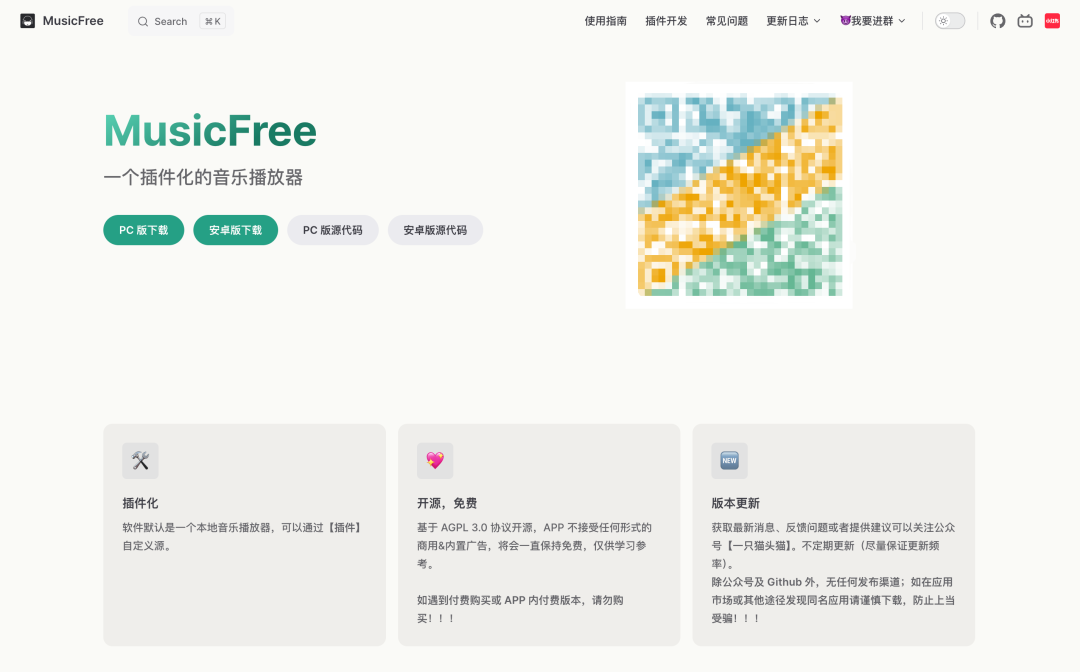 MusicFree
Search
⌘ K
使用指南
插件开发
常见问题
更新日志
😈我要进群
小红书
MusicFree
一个插件化的音乐播放器
PC 版下载
安卓版下载
PC 版源代码
安卓版源代码
插件化
软件默认是一个本地音乐播放器，可以通过【插件】
自定义源。
开源，免费
基于 AGPL 3.0 协议开源，APP 不接受任何形式的
商用&内置广告，将会一直保持免费，仅供学习参
考。
如遇到付费购买或 APP 内付费版本，请勿购
买！！！
NEW
版本更新
获取最新消息、反馈问题或者提供建议可以关注公众
号【一只猫头猫】。不定期更新（尽量保证更新频
率）。
除公众号及 Github 外，无任何发布渠道；如在应用
市场或其他途径发现同名应用请谨慎下载，防止上当
受骗！！！